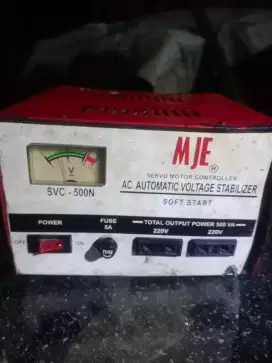 MJE
®
SERVO MOTOR CONTROLLER
AC. AUTOMATIC VOLTAGE STABILIZER
SOFT START
V
SVC - 500N
POWER
FUSE
5A
TOTAL OUTPUT POWER 500 VA
220V
220V
OFF
ON